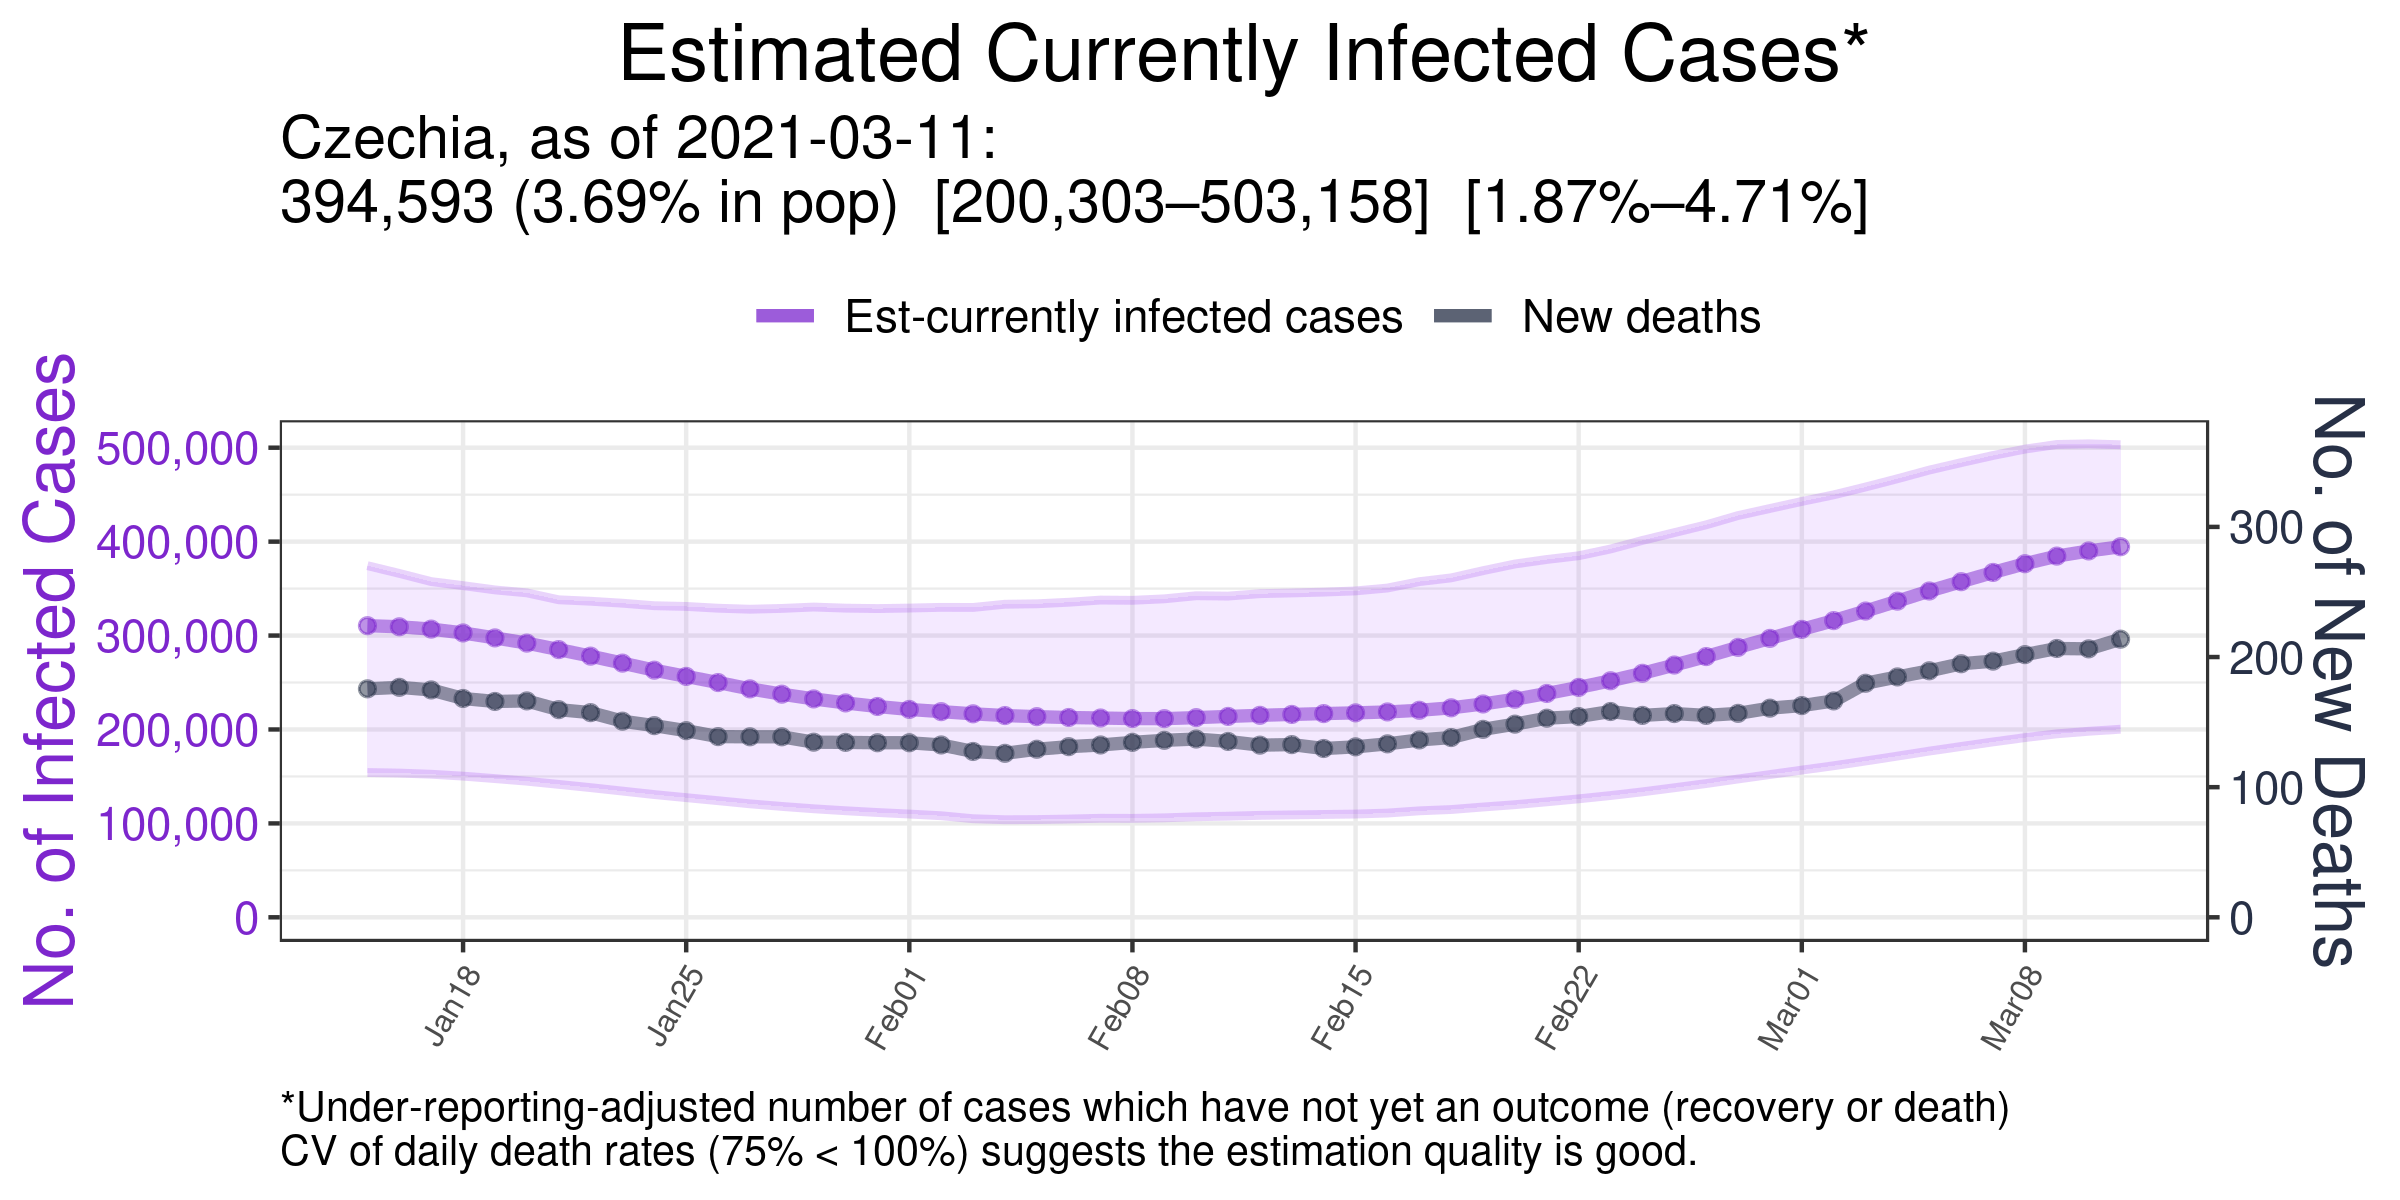 Estimated Currently Infected Cases*
Czechia, as of 2021-03-11:
394,593 (3.69% in pop) [200,303–503,158] [1.87%–4.71%]
Est-currently infected cases
New deaths
No. of Infected Cases
500,000
400,000
300,000
200,000
100,000
0
No. of New Deaths
300
200
100
0
Jan18
Jan25
Feb01
Feb08
Feb15
Feb22
Mar01
Mar08
*Under-reporting-adjusted number of cases which have not yet an outcome (recovery or death)
CV of daily death rates (75% < 100%) suggests the estimation quality is good.